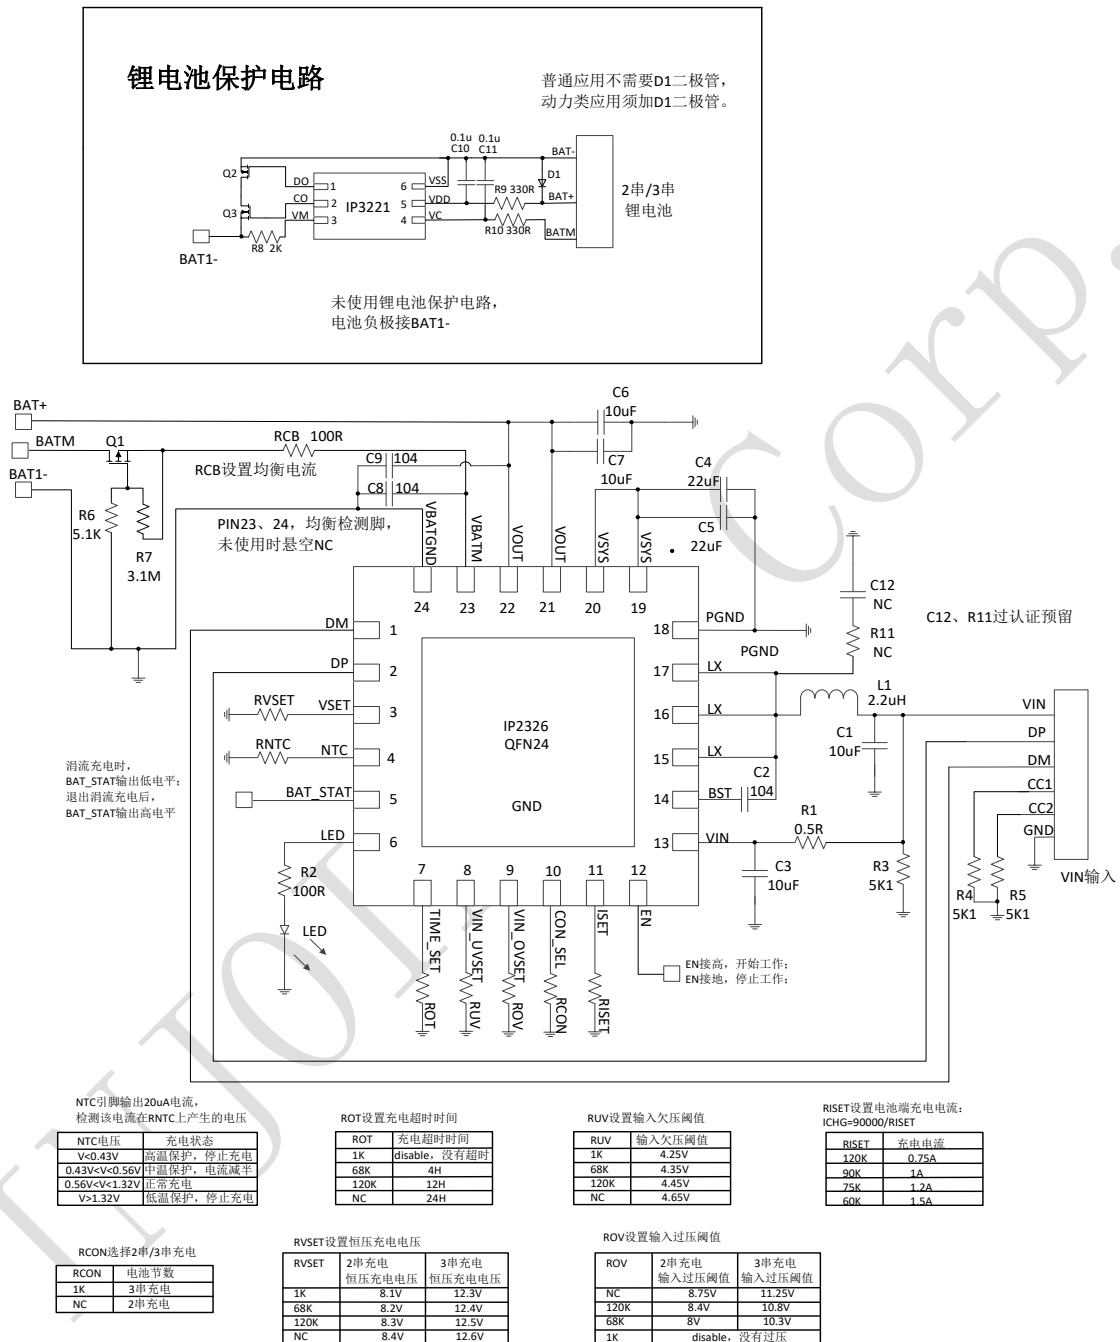 锂电池保护电路
普通应用不需要D1二极管，
动力类应用须加D1二极管。
0.1u 0.1u
C10 C11
BAT-
Q2
DO
1
6
VSS
D1
CO
2
IP3221
5
VDD
R9 330R
BAT+
2串/3串
锂电池
Q3
VM
3
4
VC
R10 330R
BATM
R8 2K
BAT1-
未使用锂电池保护电路，
电池负极接BAT1-
BAT+
BATM
Q1
BAT1-
RCB 100R
RCB设置均衡电流
C9 104
C8 104
C6
10uF
C7
10uF
C4
22uF
C5
22uF
R6
5.1K
R7
3.1M
PIN23、24，均衡检测脚，
未使用时悬空NC
VBATGND
VBATM
VOUT
VOUT
VSYS
VSYS
24
23
22
21
20
19
C12
NC
R11
NC
C12、R11过认证预留
DM
1
DP
2
RVSET
VSET
3
RNTC
NTC
4
BAT_STAT
5
LED
6
IP2326
QFN24
GND
18
PGND
PGND
17
LX
16
LX
15
LX
14
BST
13
VIN
C2
104
L1
2.2uH
C1
10uF
R1
0.5R
C3
10uF
R3
5K1
R4
5K1
R5
5K1
VIN
DP
DM
CC1
CC2
GND
VIN输入
涓流充电时，
BAT_STAT输出低电平；
退出涓流充电后，
BAT_STAT输出高电平
R2
100R
LED
7
8
9
10
11
12
TIME_SET
VIN_UVSET
VIN_OVSET
CON_SEL
ISET
EN
ROT
RUV
ROV
RCON
RISET
EN接高，开始工作；
EN接地，停止工作；
NTC引脚输出20uA电流，
检测该电流在RNTC上产生的电压
NTC电压 充电状态
V<0.43V 高温保护，停止充电
0.43V<V<0.56V 中温保护，电流减半
0.56V<V<1.32V 正常充电
V>1.32V 低温保护，停止充电
ROT设置充电超时时间
ROT 充电超时时间
1K disable，没有超时
68K 4H
120K 12H
NC 24H
RUV设置输入欠压阈值
RUV 输入欠压阈值
1K 4.25V
68K 4.35V
120K 4.45V
NC 4.65V
RISET设置电池端充电电流：
ICHG=90000/RISET
RISET 充电电流
120K 0.75A
90K 1A
75K 1.2A
60K 1.5A
RCON选择2串/3串充电
RCON 电池节数
1K 3串充电
NC 2串充电
RVSET设置恒压充电电压
RVSET 2串充电 3串充电
恒压充电电压 恒压充电电压
1K 8.1V 12.3V
68K 8.2V 12.4V
120K 8.3V 12.5V
NC 8.4V 12.6V
ROV设置输入过压阈值
ROV 2串充电 3串充电
输入过压阈值 输入过压阈值
NC 8.75V 11.25V
120K 8.4V 10.8V
68K 8V 10.3V
1K disable，没有过压
INJOI
Corp.